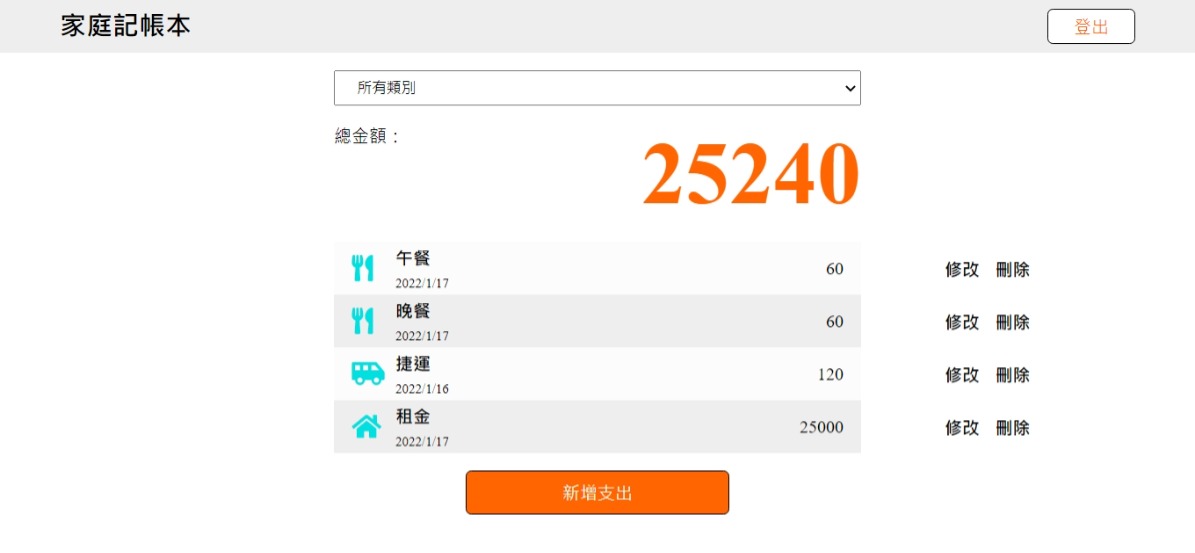 家庭記帳本
登出
所有類別
總金額：
25240
午餐
2022/1/17
60
修改 刪除
晚餐
2022/1/17
60
修改 刪除
捷運
2022/1/16
120
修改 刪除
租金
2022/1/17
25000
修改 刪除
新增支出